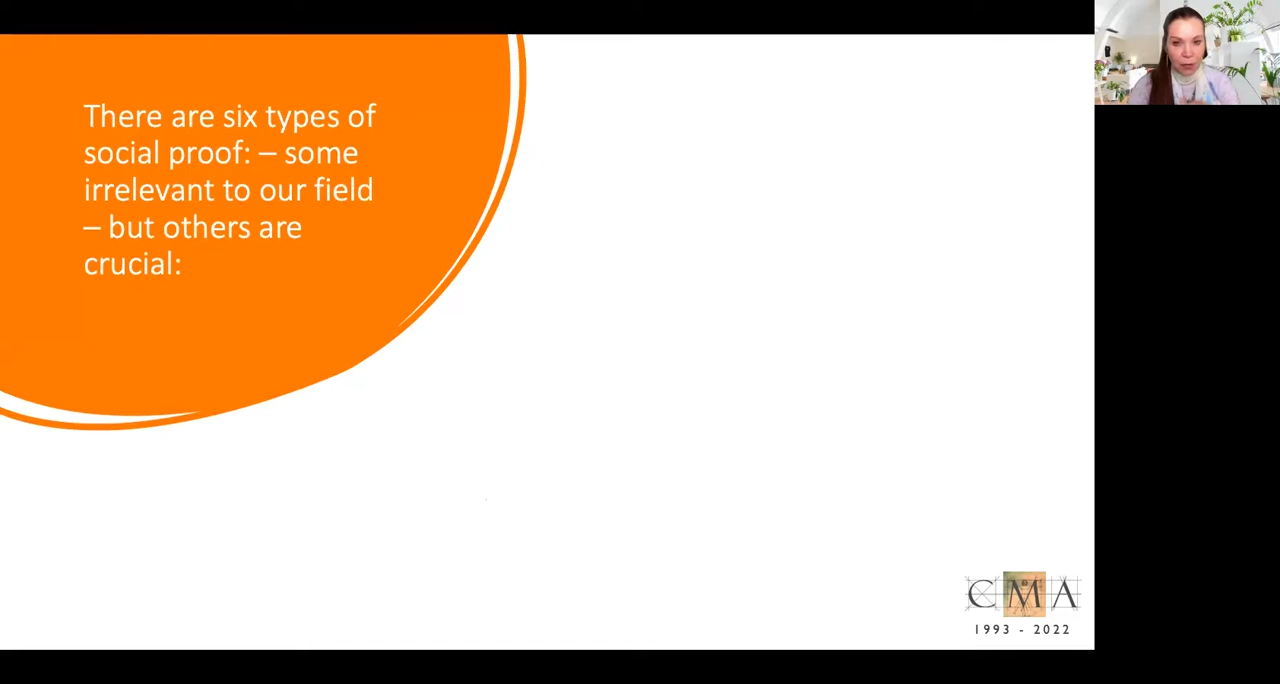 There are six types of
social proof: – some
irrelevant to our field
– but others are
crucial:
CMA
1993 - 2022